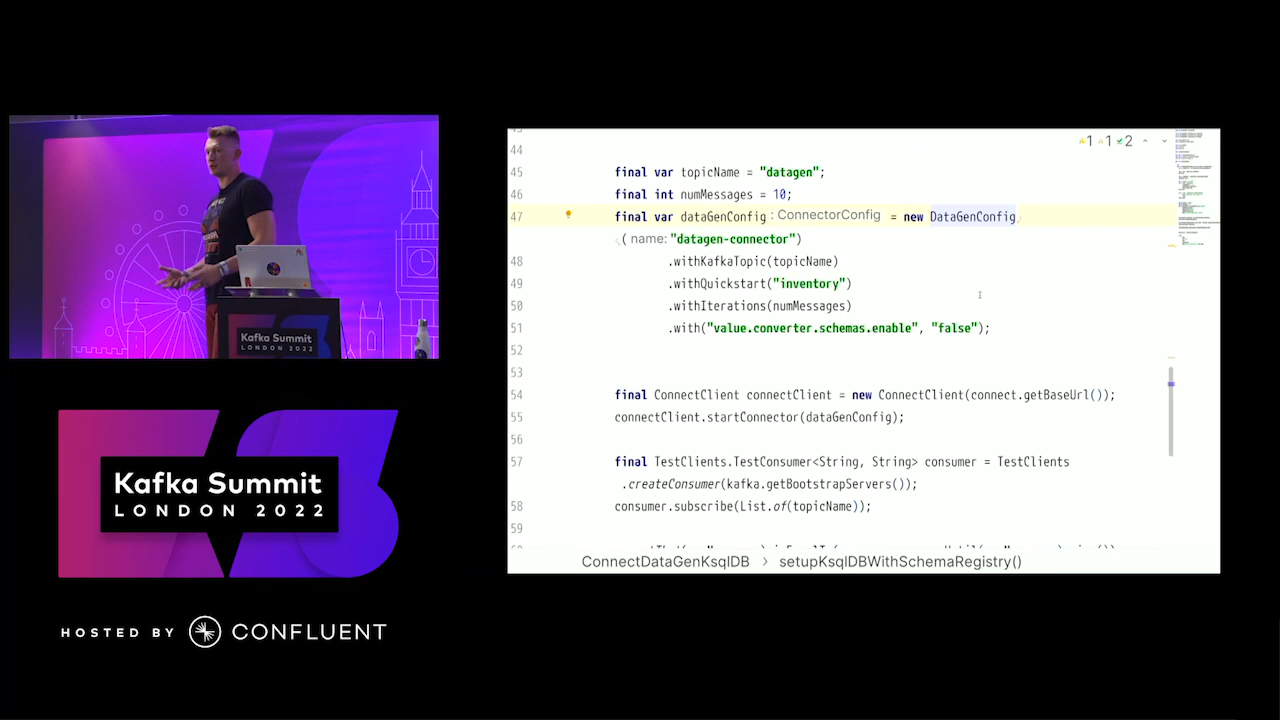 Kafka Summit
LONDON 2022
Kafka Summit
LONDON 2022
HOSTED BY CONFLUENT
1 1 2
44
45 final var topicName = "datagen";
46 final int numMessages = 10;
47 final var dataGenConfig : ConnectorConfig = new DataGenConfig
( name: "datagen-connector")
48 .withKafkaTopic(topicName)
49 .withQuickstart("inventory")
50 .withIterations(numMessages)
51 .with("value.converter.schemas.enable", "false");
52
53
54 final ConnectClient connectClient = new ConnectClient(connect.getBaseUrl());
55 connectClient.startConnector(dataGenConfig);
56
57 final TestClients.TestConsumer<String, String> consumer = TestClients
.createConsumer(kafka.getBootstrapServers());
58 consumer.subscribe(List.of(topicName));
59
ConnectDataGenKsqlDB > setupKsqlDBWithSchemaRegistry()